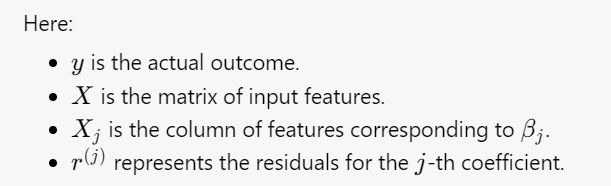 Here:
• y is the actual outcome.
• X is the matrix of input features.
• X_j is the column of features corresponding to β_j.
• r^(j) represents the residuals for the j-th coefficient.